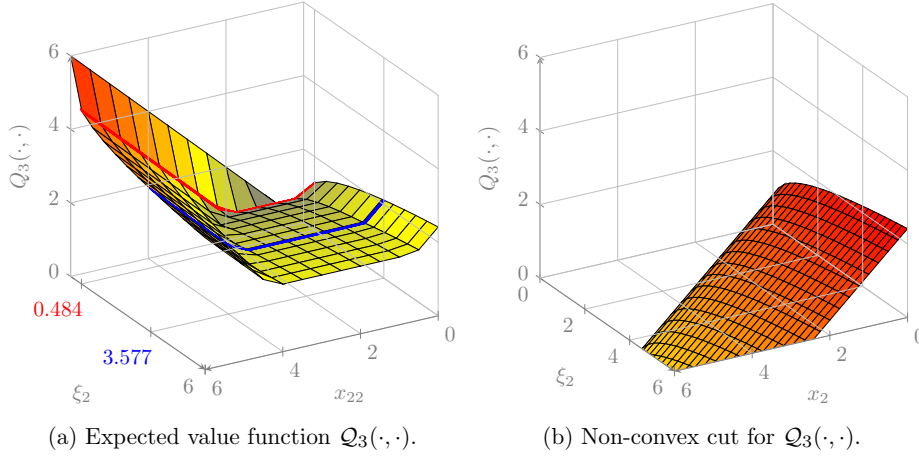 6
4
2
0
Q₃(·, ·)
0.484
3.577
6
ξ₂
6
4
2
0
x₂₂
(a) Expected value function 𝒬₃(·, ·).
6
4
2
0
Q₃(·, ·)
0
2
4
6
ξ₂
6
4
2
0
x₂
(b) Non-convex cut for 𝒬₃(·, ·).